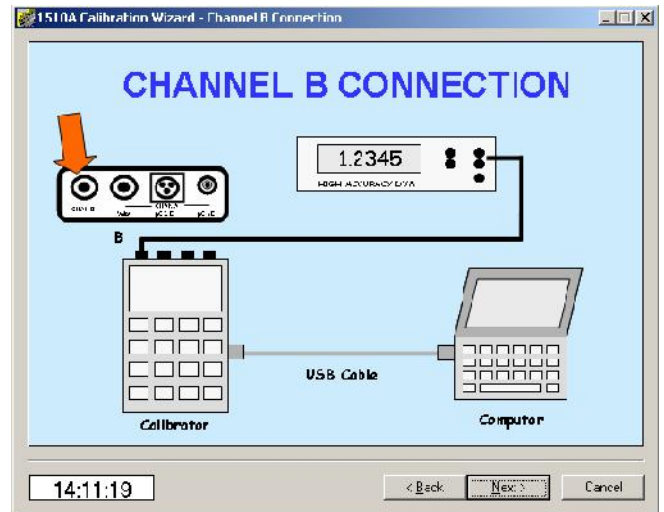 1510A Calibration Wizard - Channel B Connection
CHANNEL B CONNECTION
1.2345
HIGH ACCURACY DVM
B
USB Cable
Calibrator
Computer
14:11:19
< Back
Next >
Cancel